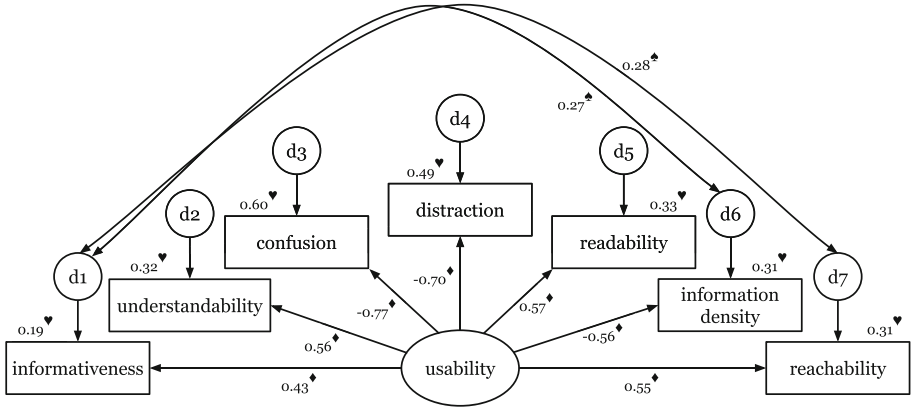 0.28♠
0.27♠
d4
d3
d5
0.49♥
0.60♥
distraction
0.33♥
d2
d6
confusion
readability
0.32♥
0.31♥
d1
d7
-0.70♦
understandability
information
density
-0.77♦
0.57♦
0.19♥
0.31♥
0.56♦
-0.56♦
informativeness
usability
reachability
0.43♦
0.55♦